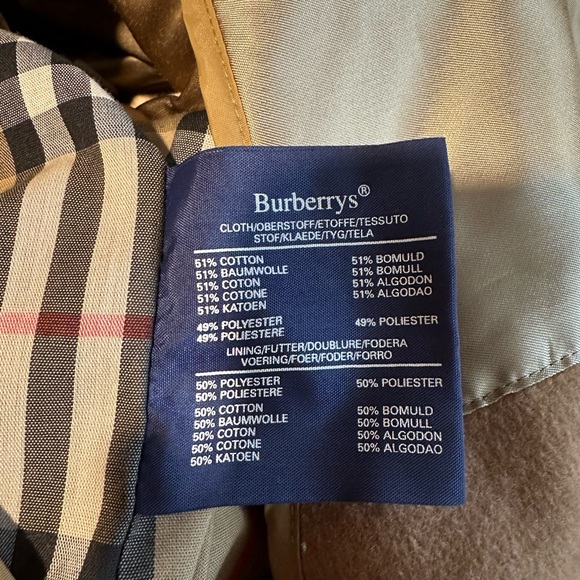 Burberrys®
CLOTH/OBERSTOFF/ETOFFE/TESSUTO
STOF/KLAEDE/TYG/TELA
51% COTTON 51% BOMULD
51% BAUMWOLLE 51% BOMULL
51% COTON 51% ALGODON
51% COTONE 51% ALGODAO
51% KATOEN
49% POLYESTER 49% POLIESTER
49% POLIESTERE
LINING/FUTTER/DOUBLURE/FODERA
VOERING/FOER/FODER/FORRO
50% POLYESTER 50% POLIESTER
50% POLIESTERE
50% COTTON 50% BOMULD
50% BAUMWOLLE 50% BOMULL
50% COTON 50% ALGODON
50% COTONE 50% ALGODAO
50% KATOEN